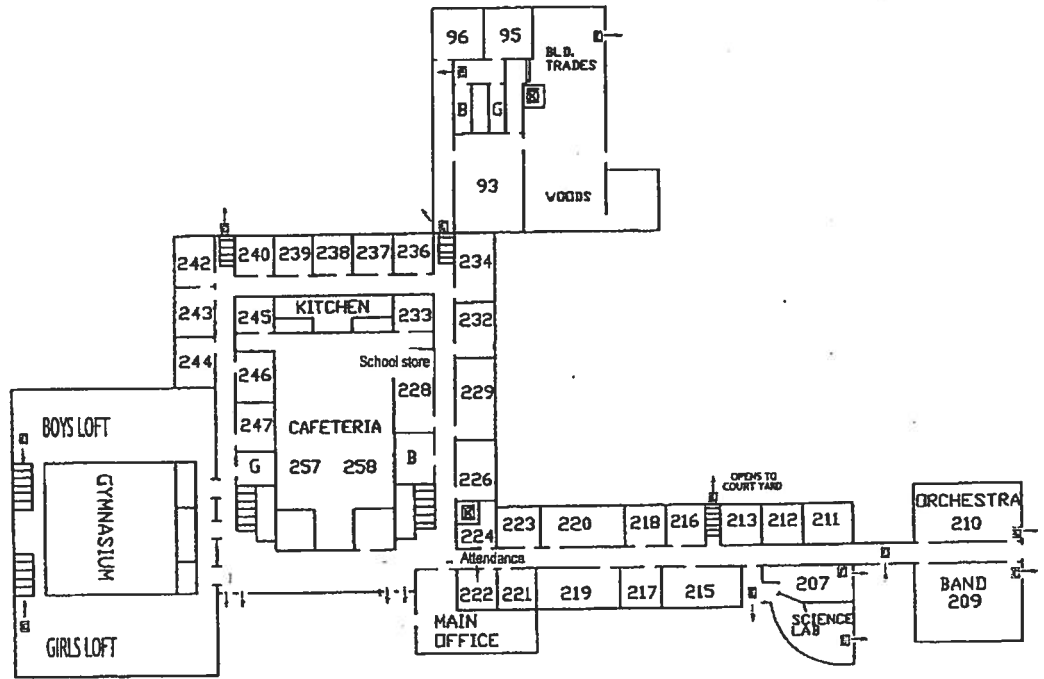 96 95
BLD.
TRADES
B G
93
WOODS
242 240 239 238 237 236 234
243 245 KITCHEN 233 232
244 246 School store
228 229
BOYS LOFT
247 CAFETERIA
G 257 258 B 226
GYMNASIUM
OPENS TO
COURT YARD
224 223 220 218 216 213 212 211
ORCHESTRA
210
Attendance
222 221 219 217 215 207
BAND
209
MAIN
OFFICE
SCIENCE
LAB
GIRLS LOFT